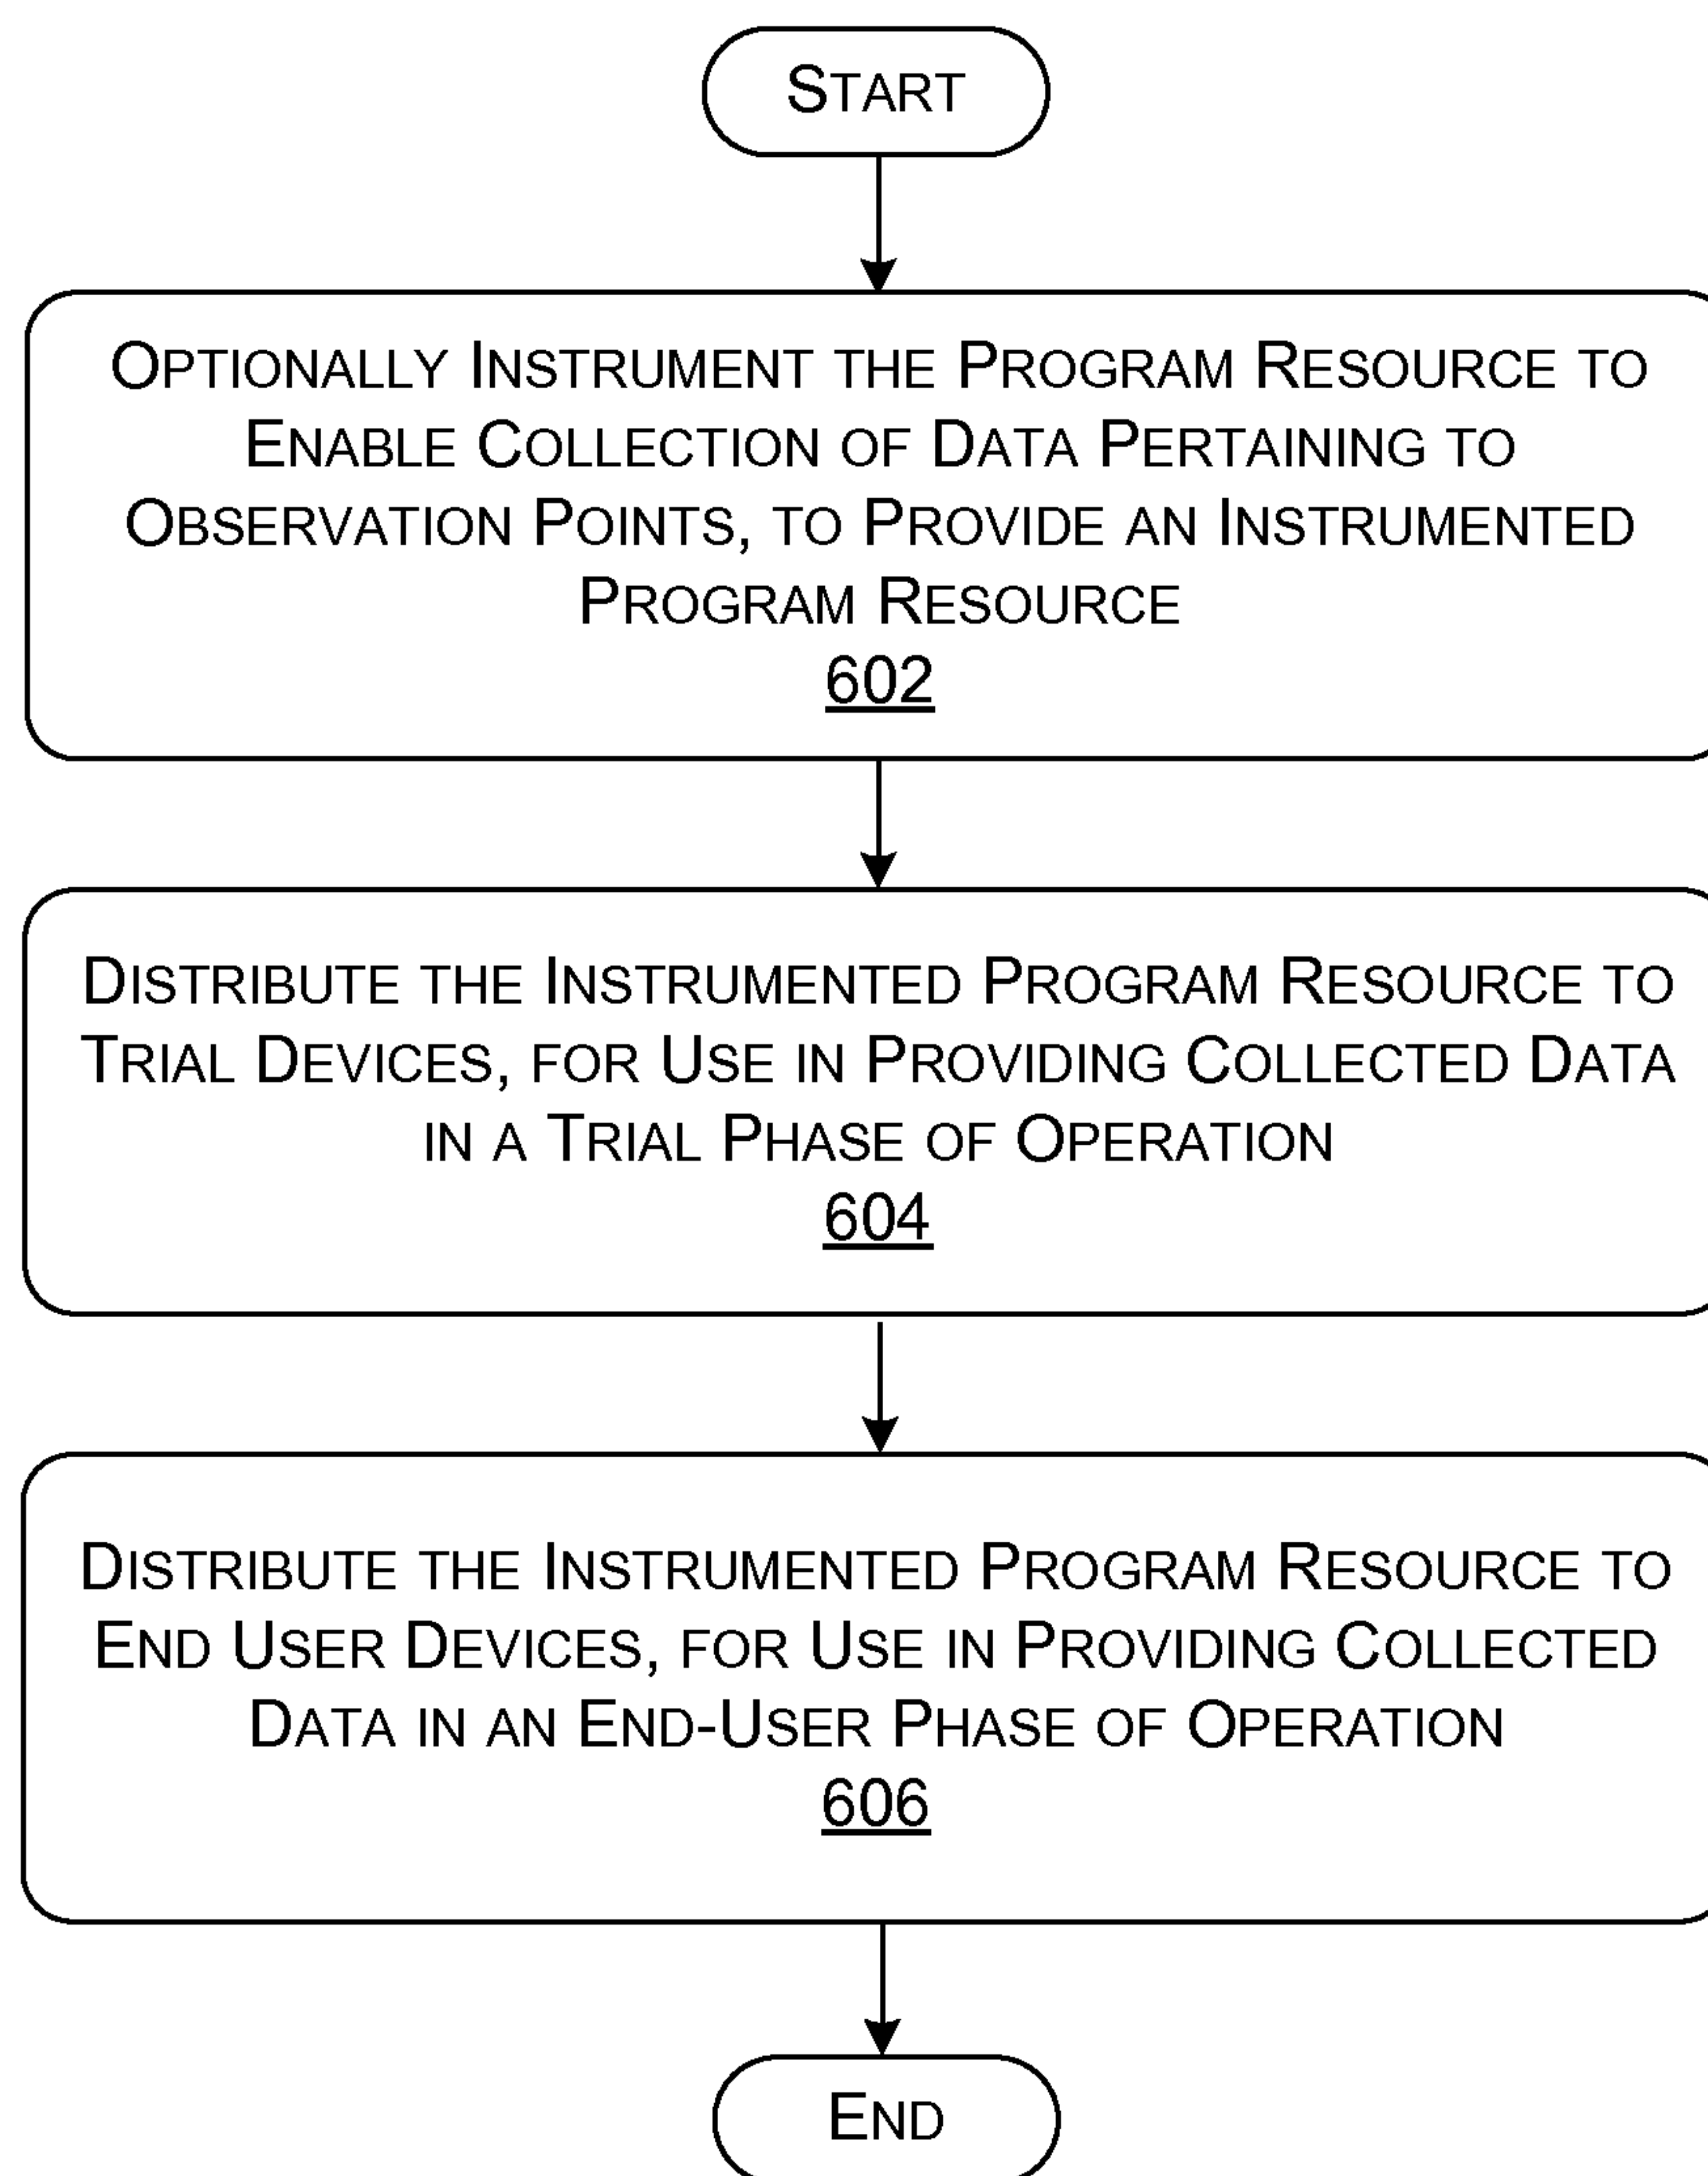 START
OPTIONALLY INSTRUMENT THE PROGRAM RESOURCE TO
ENABLE COLLECTION OF DATA PERTAINING TO
OBSERVATION POINTS, TO PROVIDE AN INSTRUMENTED
PROGRAM RESOURCE
602
DISTRIBUTE THE INSTRUMENTED PROGRAM RESOURCE TO
TRIAL DEVICES, FOR USE IN PROVIDING COLLECTED DATA
IN A TRIAL PHASE OF OPERATION
604
DISTRIBUTE THE INSTRUMENTED PROGRAM RESOURCE TO
END USER DEVICES, FOR USE IN PROVIDING COLLECTED
DATA IN AN END-USER PHASE OF OPERATION
606
END